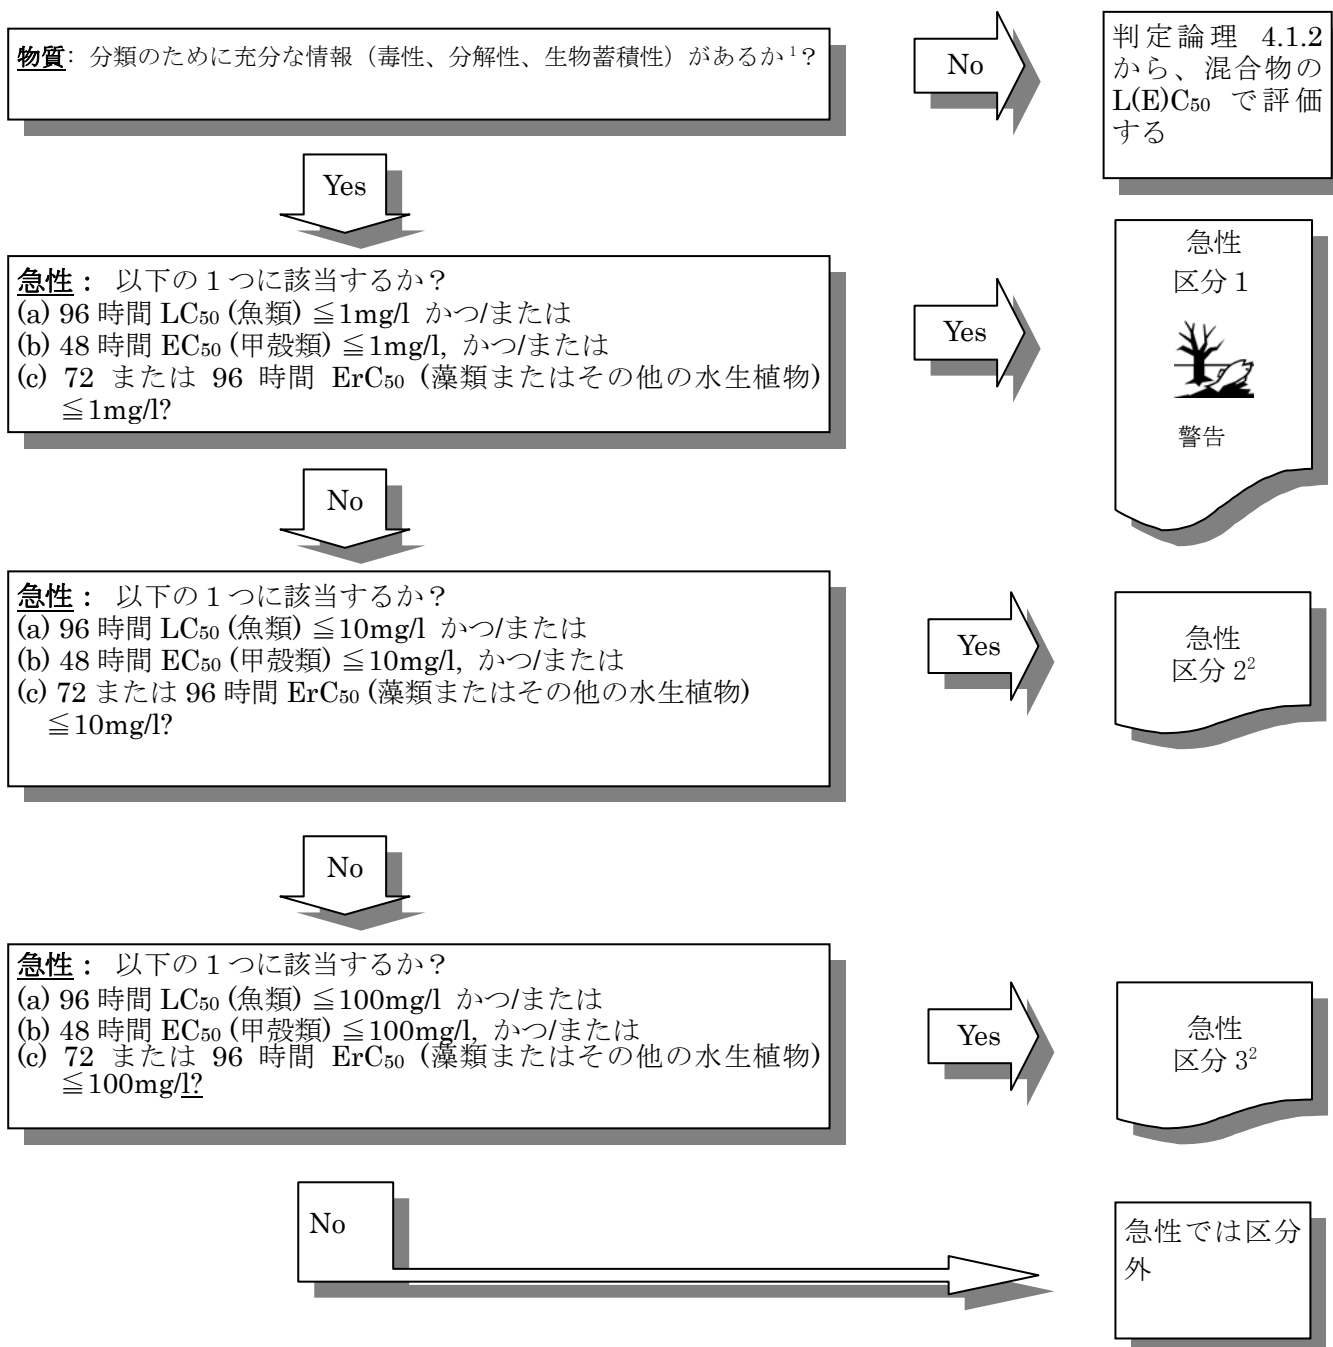 物質: 分類のために充分な情報（毒性、分解性、生物蓄積性）があるか¹？
No
判定論理 4.1.2
から、混合物の
L(E)C₅₀ で評価
する
Yes
急性： 以下の1つに該当するか？
(a) 96 時間 LC₅₀ (魚類) ≦1mg/l かつ/または
(b) 48 時間 EC₅₀ (甲殻類) ≦1mg/l, かつ/または
(c) 72 または 96 時間 ErC₅₀ (藻類またはその他の水生植物)
≦1mg/l?
Yes
急性
区分 1
警告
No
急性： 以下の1つに該当するか？
(a) 96 時間 LC₅₀ (魚類) ≦10mg/l かつ/または
(b) 48 時間 EC₅₀ (甲殻類) ≦10mg/l, かつ/または
(c) 72 または 96 時間 ErC₅₀ (藻類またはその他の水生植物)
≦10mg/l?
Yes
急性
区分 2²
No
急性： 以下の1つに該当するか？
(a) 96 時間 LC₅₀ (魚類) ≦100mg/l かつ/または
(b) 48 時間 EC₅₀ (甲殻類) ≦100mg/l, かつ/または
(c) 72 または 96 時間 ErC₅₀ (藻類またはその他の水生植物)
≦100mg/l?
Yes
急性
区分 3²
No
急性では区分
外